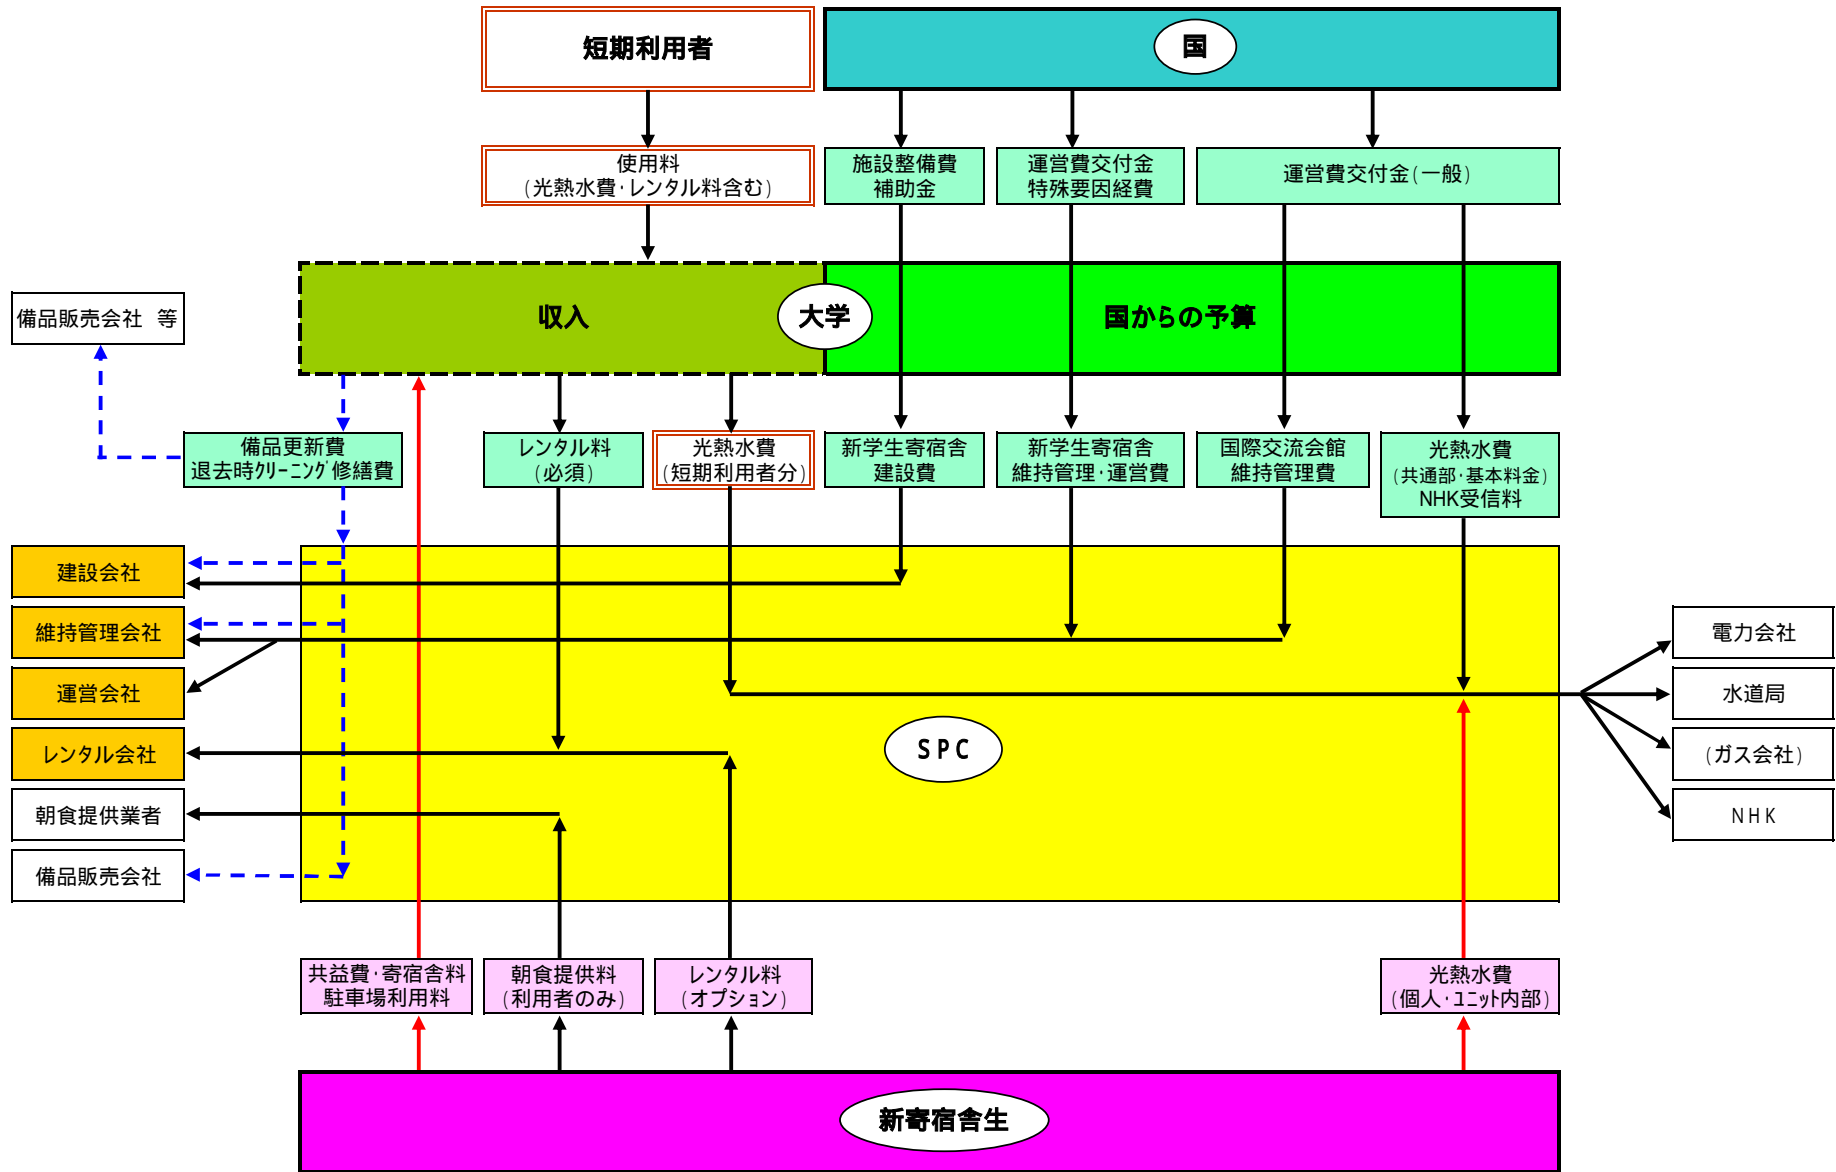 短期利用者
国
使用料
(光熱水費・レンタル料含む)
施設整備費
補助金
運営費交付金
特殊要因経費
運営費交付金(一般)
収入
大学
国からの予算
備品販売会社 等
備品更新費
退去時ｸﾘｰﾆﾝｸﾞ修繕費
レンタル料
(必須)
光熱水費
(短期利用者分)
新学生寄宿舎
建設費
新学生寄宿舎
維持管理・運営費
国際交流会館
維持管理費
光熱水費
(共通部・基本料金)
NHK受信料
建設会社
維持管理会社
運営会社
レンタル会社
朝食提供業者
備品販売会社
SPC
電力会社
水道局
(ガス会社)
NHK
共益費・寄宿舎料
駐車場利用料
朝食提供料
(利用者のみ)
レンタル料
(オプション)
光熱水費
(個人・ﾕﾆｯﾄ内部)
新寄宿舎生